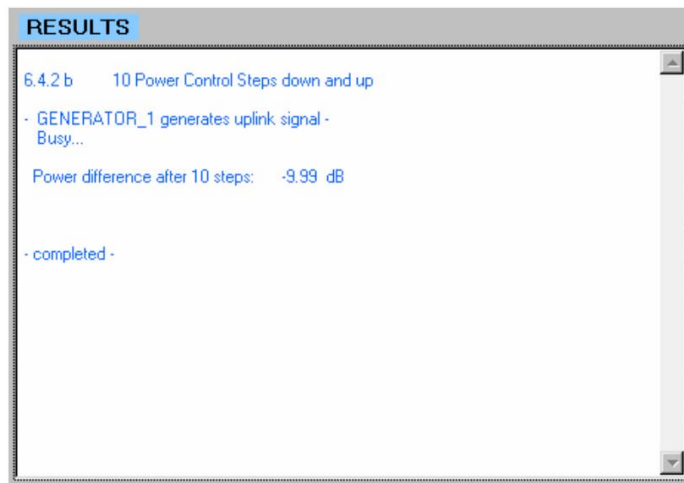 RESULTS
6.4.2 b 10 Power Control Steps down and up
- GENERATOR_1 generates uplink signal -
Busy...
Power difference after 10 steps: -9.99 dB
- completed -